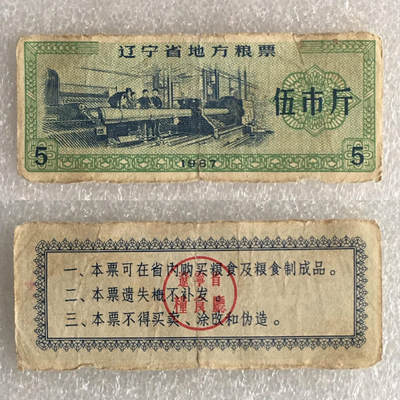 辽宁省地方粮票
伍市斤
5
5
1967
一、本票可在省内购买粮食及粮食制成品。
二、本票遗失概不补发。
三、本票不得买卖、涂改和伪造。